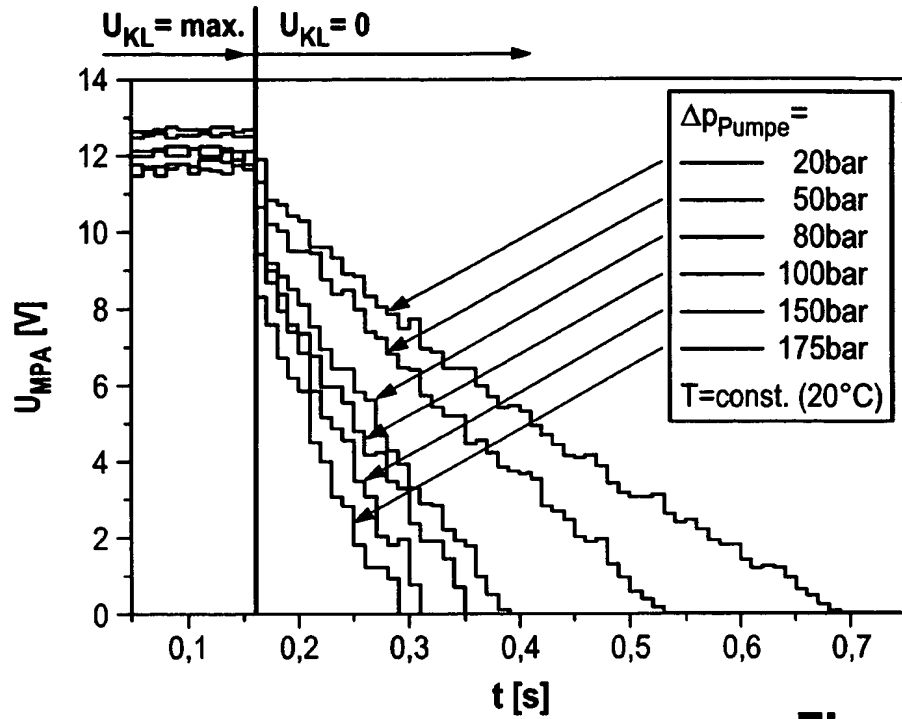 U_KL = max. U_KL = 0
14
12
10
8
6
4
2
0
U_MPA [V]
Δp_Pumpe =
20bar
50bar
80bar
100bar
150bar
175bar
T=const. (20°C)
0,1 0,2 0,3 0,4 0,5 0,6 0,7
t [s]